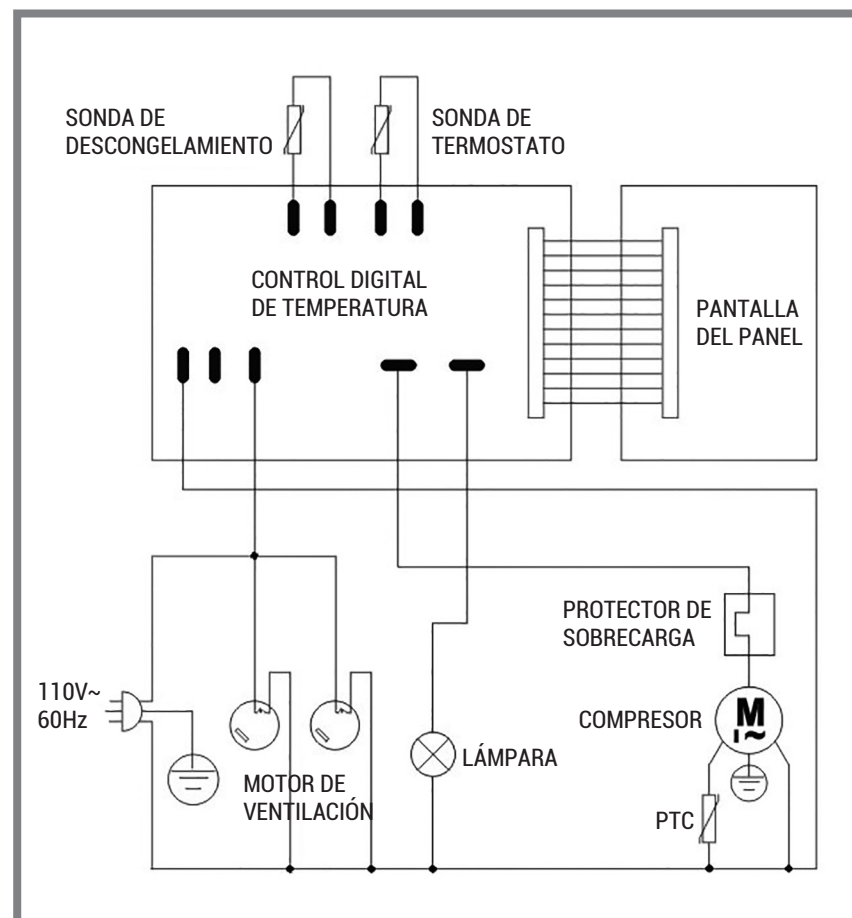 SONDA DE
DESCONGELAMIENTO
SONDA DE
TERMOSTATO
CONTROL DIGITAL
DE TEMPERATURA
PANTALLA
DEL PANEL
PROTECTOR DE
SOBRECARGA
110V~
60Hz
COMPRESOR
M
I~
LÁMPARA
MOTOR DE
VENTILACIÓN
PTC